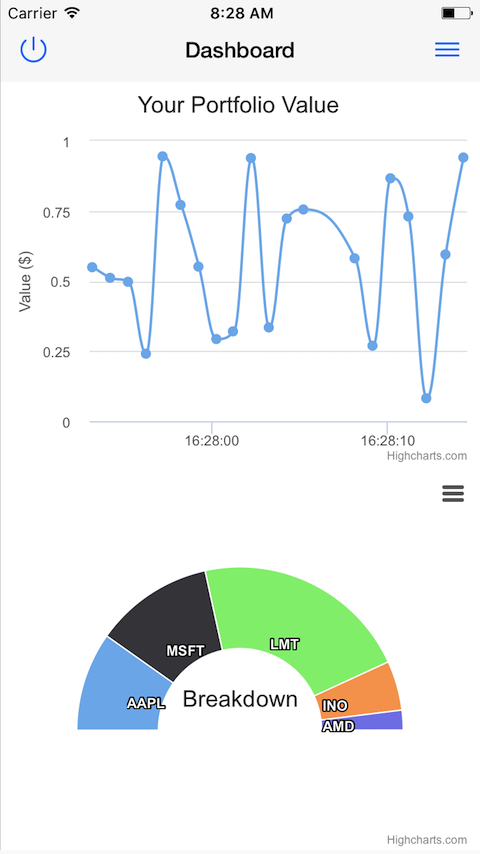 Carrier 8:28 AM
Dashboard
Your Portfolio Value
1
0.75
0.5
0.25
0
Value ($)
16:28:00 16:28:10
Highcharts.com
MSFT
LMT
AAPL
Breakdown
INO
AMD
Highcharts.com